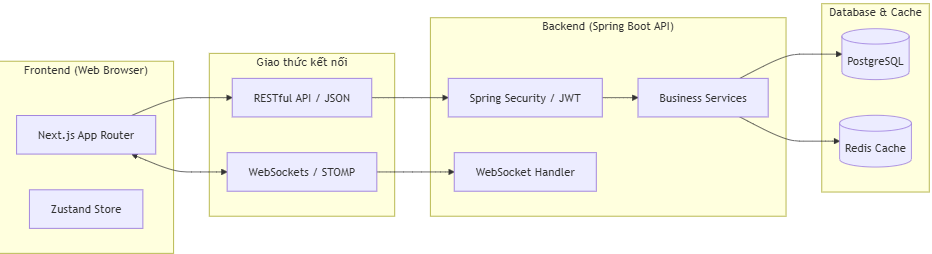 Frontend (Web Browser)
Next.js App Router
Zustand Store
Giao thức kết nối
RESTful API / JSON
WebSockets / STOMP
Backend (Spring Boot API)
Spring Security / JWT
Business Services
WebSocket Handler
Database & Cache
PostgreSQL
Redis Cache